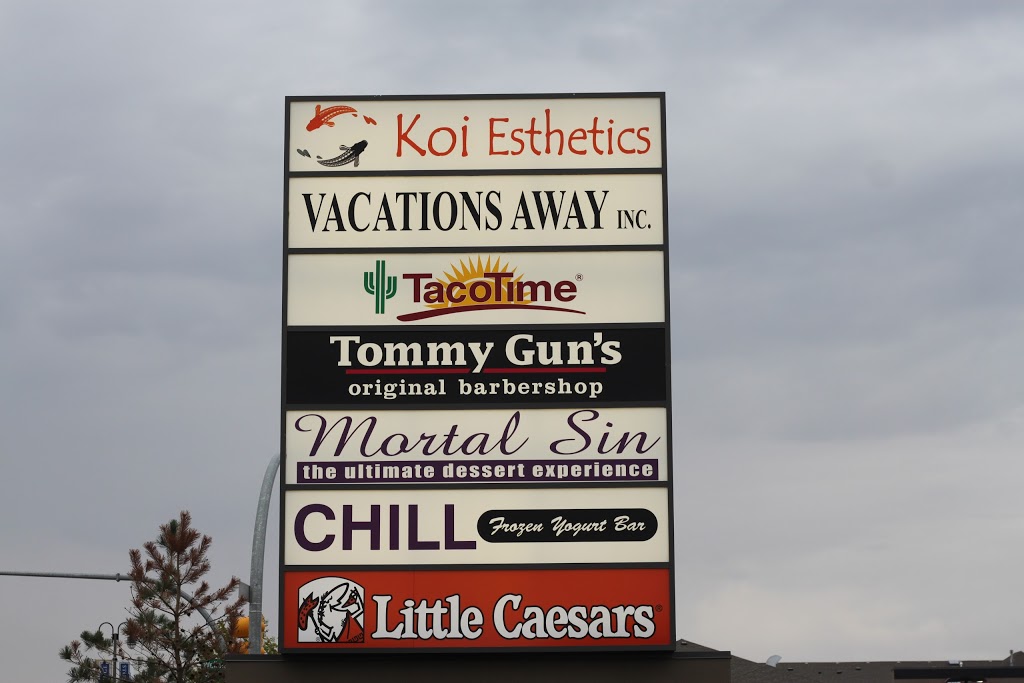 Koi Esthetics
VACATIONS AWAY INC.
TacoTime®
Tommy Gun's
original barbershop
Mortal Sin
the ultimate dessert experience
CHILL Frozen Yogurt Bar
Little Caesars®